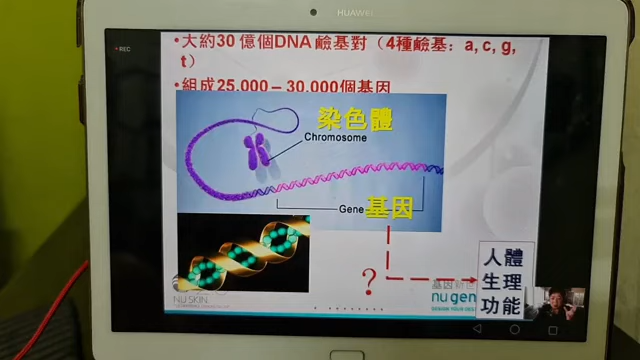 HUAWEI
REC
•大約30 億個DNA 鹼基對（4種鹼基：a, c, g,
t）
•組成25,000 – 30,000個基因
染色體
Chromosome
Gene
基因
?
人體
生理
功能
NU SKIN
nu gen